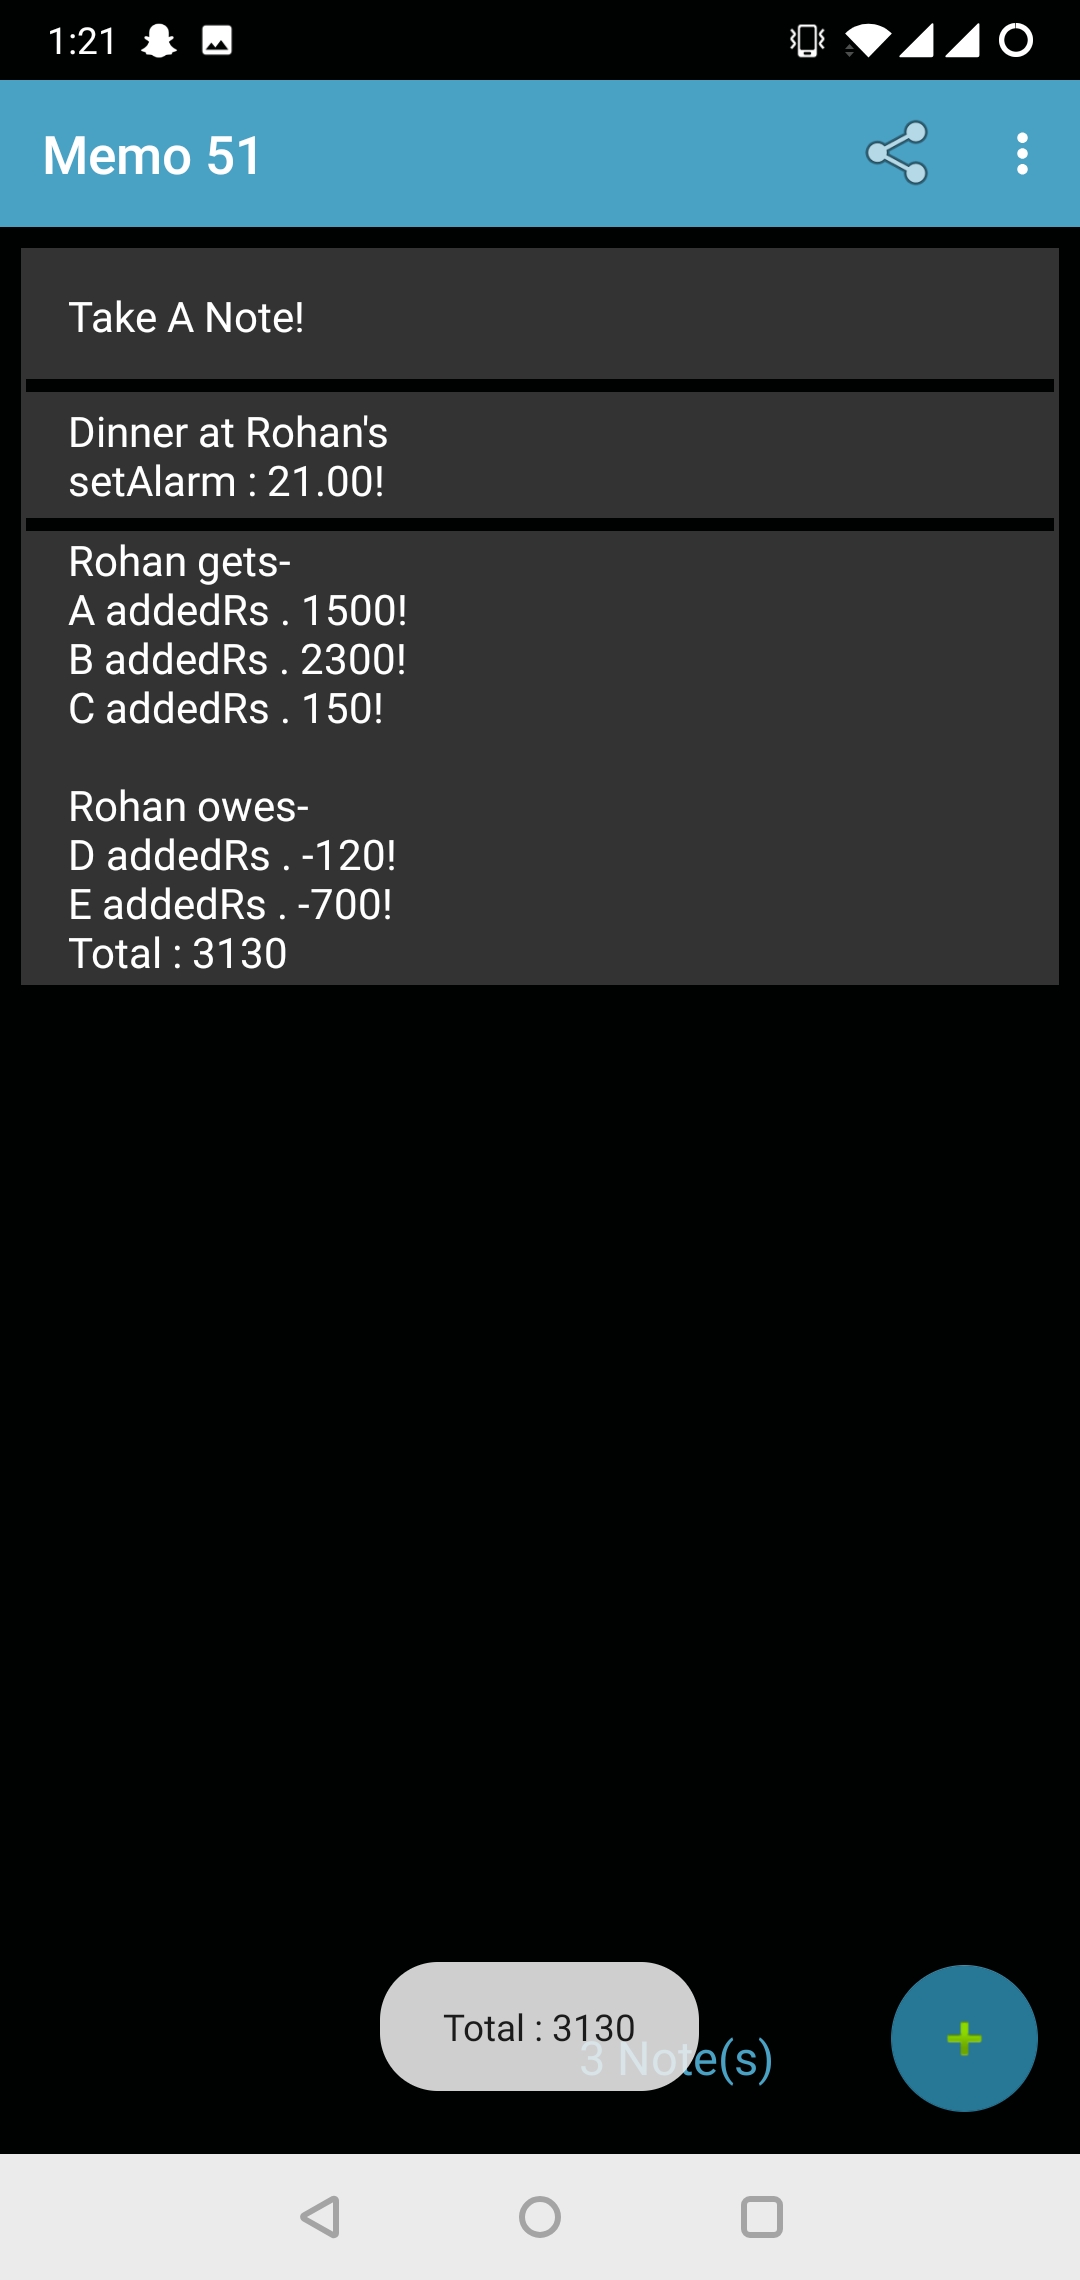 1:21
Memo 51
Take A Note!
Dinner at Rohan's
setAlarm : 21.00!
Rohan gets-
A addedRs . 1500!
B addedRs . 2300!
C addedRs . 150!
Rohan owes-
D addedRs . -120!
E addedRs . -700!
Total : 3130
Total : 3130
3 Note(s)